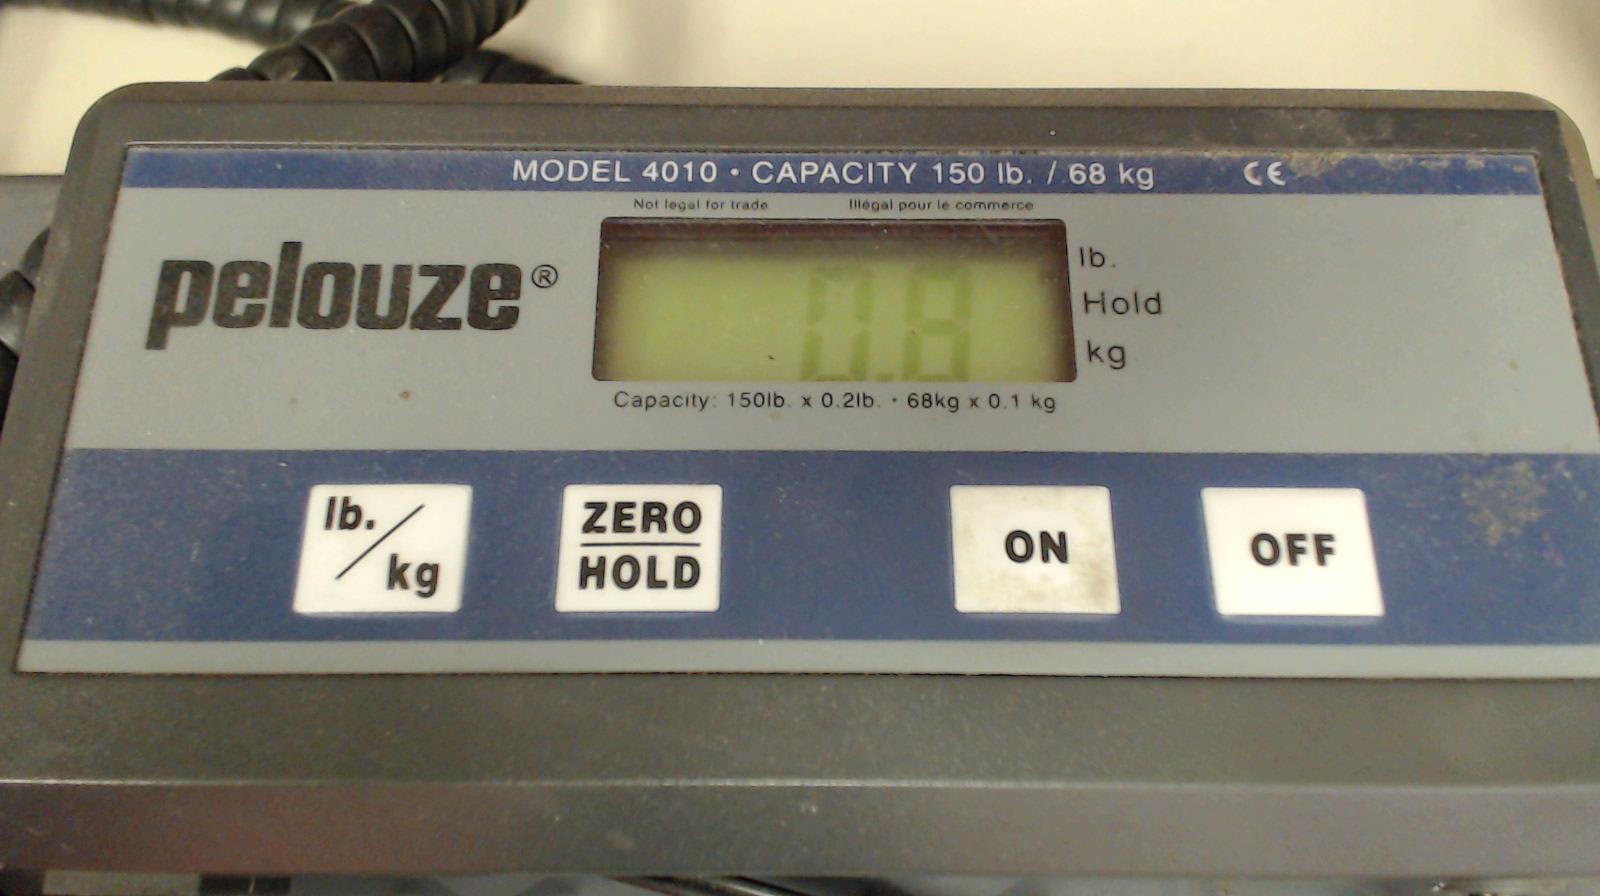 MODEL 4010 • CAPACITY 150 lb. / 68 kg CE
Not legal for trade Illégal pour le commerce
pelouze®
0.8
lb.
Hold
kg
Capacity: 150lb. x 0.2lb. • 68kg x 0.1 kg
lb./kg
ZERO
HOLD
ON
OFF